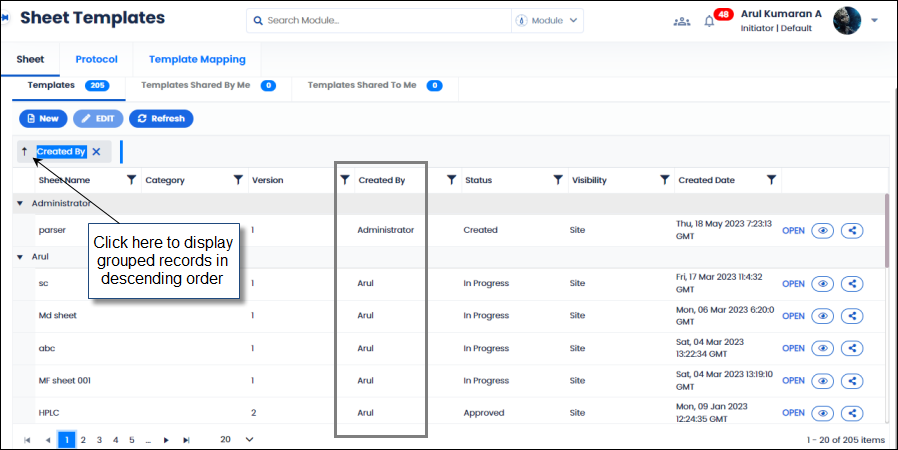 Sheet Templates
Search Module...
Module
48
Arul Kumaran A
Initiator | Default
Sheet Protocol Template Mapping
Templates 205 Templates Shared By Me 0 Templates Shared To Me 0
New EDIT Refresh
Created By
Sheet Name Category Version Created By Status Visibility Created Date
Administrator
parser 1 Administrator Created Site Thu, 18 May 2023 7:23:13
GMT OPEN
Arul
sc 1 Arul In Progress Site Fri, 17 Mar 2023 11:4:32
GMT OPEN
Md sheet 1 Arul In Progress Site Mon, 06 Mar 2023 6:20:0
GMT OPEN
abc 1 Arul In Progress Site Sat, 04 Mar 2023
13:22:34 GMT OPEN
MF sheet 001 1 Arul In Progress Site Sat, 04 Mar 2023 13:19:10
GMT OPEN
HPLC 2 Arul Approved Site Mon, 09 Jan 2023
12:24:35 GMT OPEN
Click here to display
grouped records in
descending order
1 2 3 4 5 ... 20 1 - 20 of 205 items